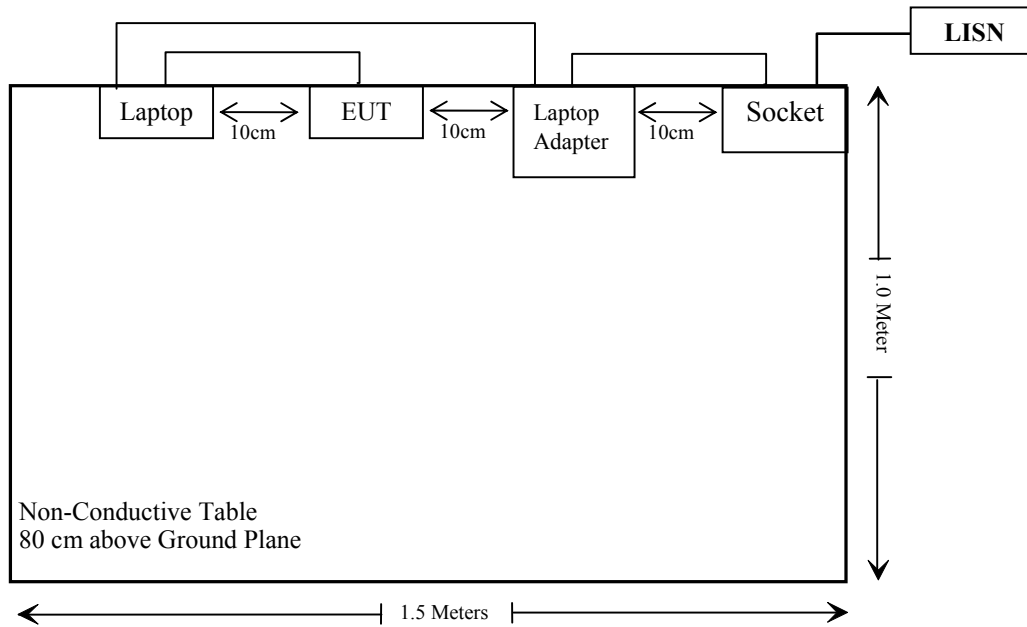 LISN
Laptop
EUT
Laptop
Adapter
Socket
10cm
10cm
10cm
1.0 Meter
Non-Conductive Table
80 cm above Ground Plane
1.5 Meters